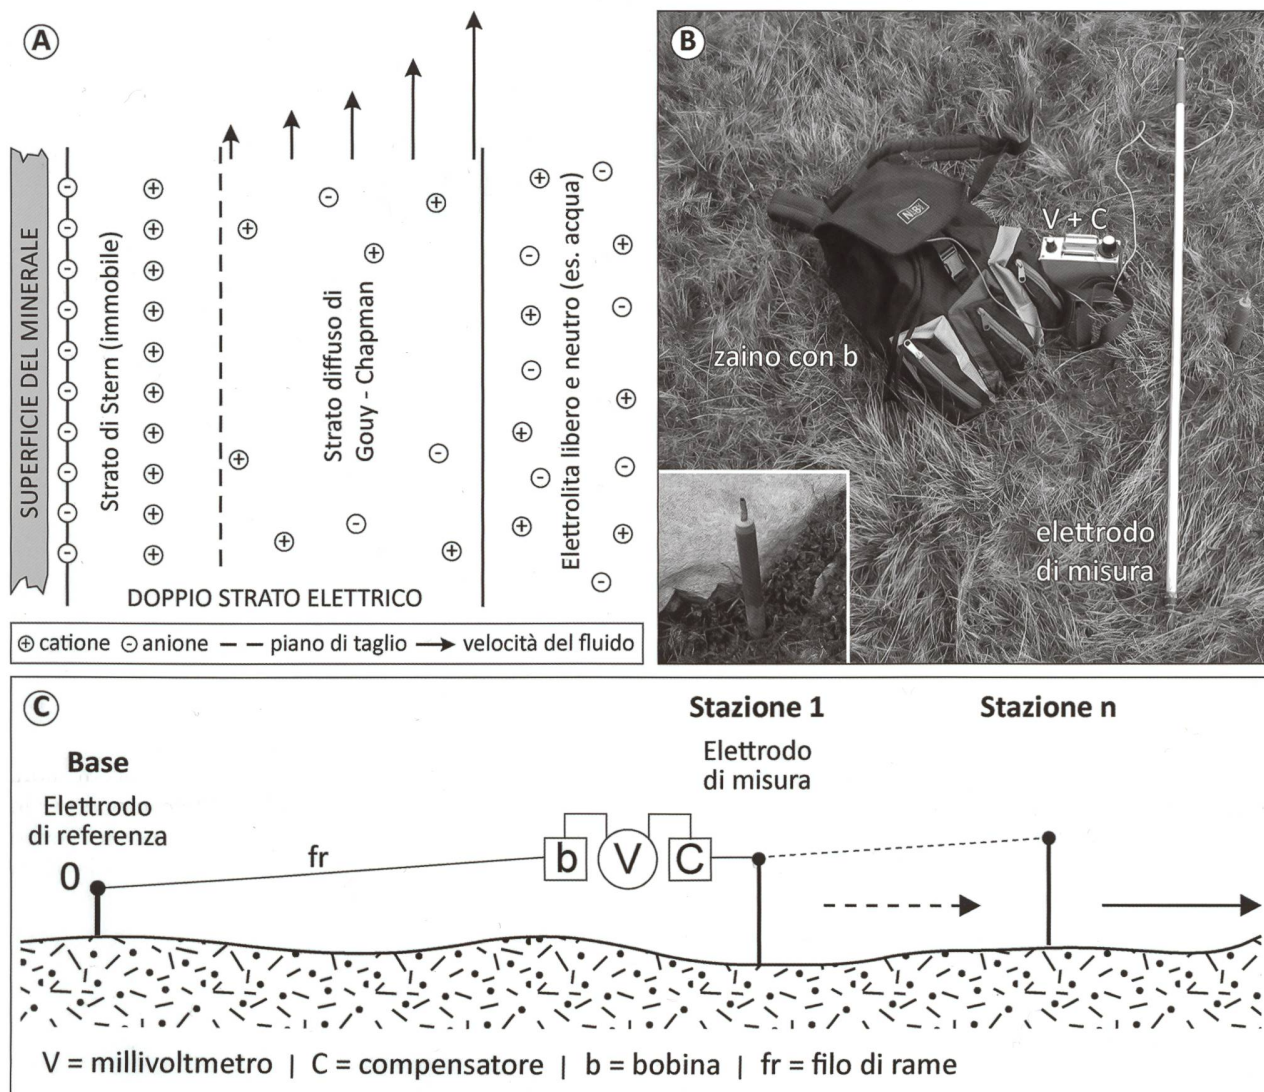 A
SUPERFICIE DEL MINERALE
Strato di Stern (immobile)
Strato diffuso di
Gouy - Chapman
Elettrolita libero e neutro (es. acqua)
DOPPIO STRATO ELETTRICO
+ catione - anione piano di taglio velocità del fluido
B
V + C
zaino con b
elettrodo
di misura
C
Base
Elettrodo
di referenza
0
fr
b
V
C
Stazione 1
Elettrodo
di misura
Stazione n
V = millivoltmetro | C = compensatore | b = bobina | fr = filo di rame